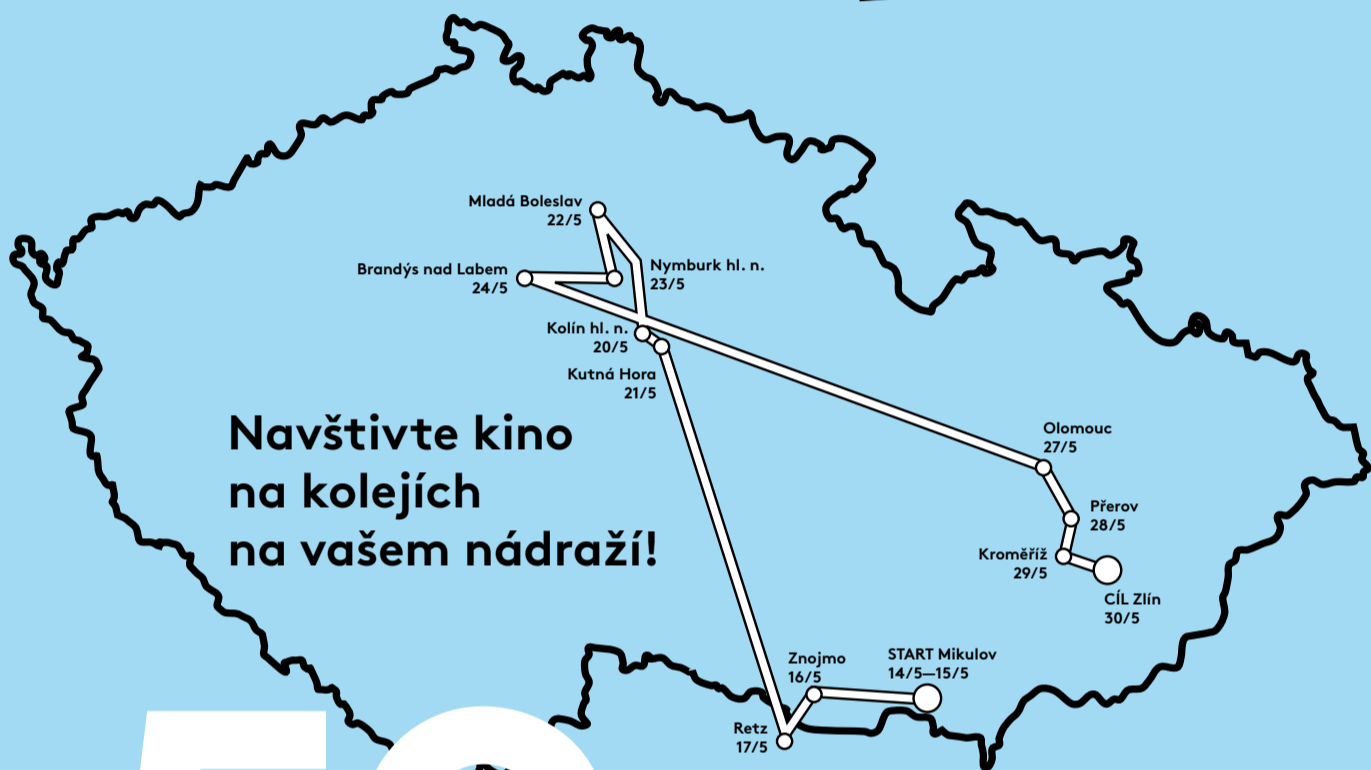 Mladá Boleslav
22/5
Brandýs nad Labem
24/5
Nymburk hl. n.
23/5
Kolín hl. n.
20/5
Kutná Hora
21/5
Navštivte kino
na kolejích
na vašem nádraží!
Olomouc
27/5
Přerov
28/5
Kroměříž
29/5
CÍL Zlín
30/5
Znojmo
16/5
START Mikulov
14/5—15/5
Retz
17/5